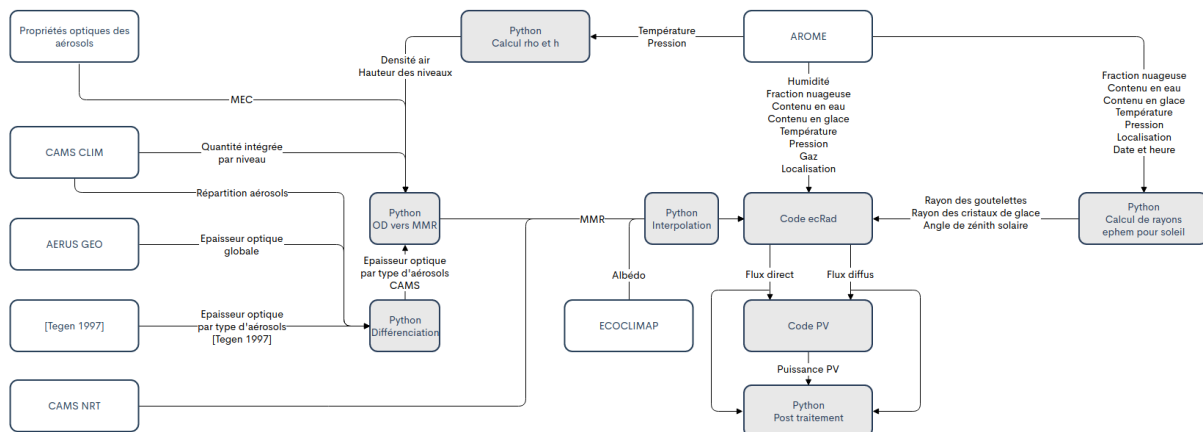 Propriétés optiques des
aérosols
Python
Calcul rho et h
Température
Pression
AROME
Densité air
Hauteur des niveaux
MEC
Humidité
Fraction nuageuse
Contenu en eau
Contenu en glace
Température
Pression
Gaz
Localisation
Fraction nuageuse
Contenu en eau
Contenu en glace
Température
Pression
Localisation
Date et heure
CAMS CLIM
Quantité intégrée
par niveau
Répartition aérosols
Python
OD vers MMR
MMR
Python
Interpolation
Code ecRad
Rayon des goutelettes
Rayon des cristaux de glace
Angle de zénith solaire
Python
Calcul de rayons
ephem pour soleil
AERUS GEO
Epaisseur optique
globale
Epaisseur optique
par type d'aérosols
CAMS
Albédo
Flux direct
Flux diffus
[Tegen 1997]
Epaisseur optique
par type d'aérosols
[Tegen 1997]
Python
Différenciation
ECOCLIMAP
Code PV
Puissance PV
CAMS NRT
Python
Post traitement